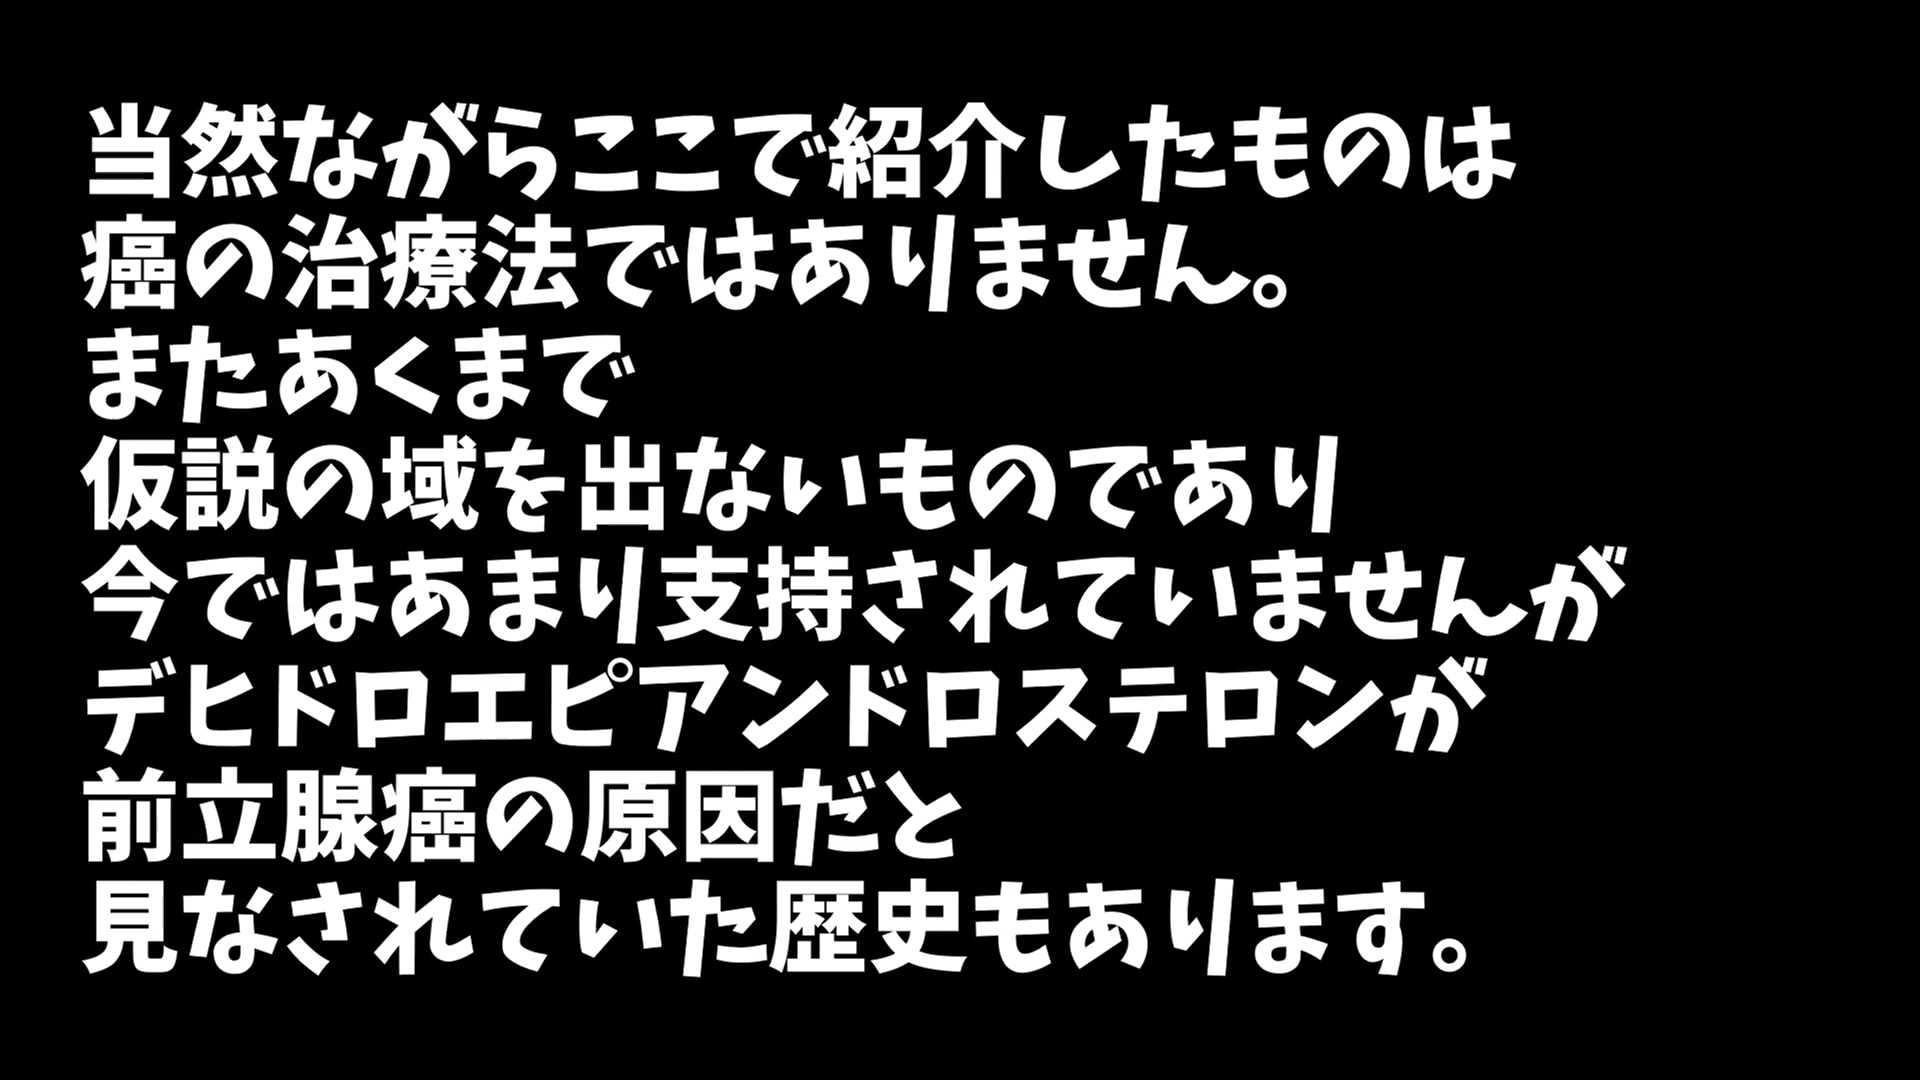 当然ながらここで紹介したものは
癌の治療法ではありません。
またあくまで
仮説の域を出ないものであり
今ではあまり支持されていませんが
デヒドロエピアンドロステロンが
前立腺癌の原因だと
見なされていた歴史もあります。